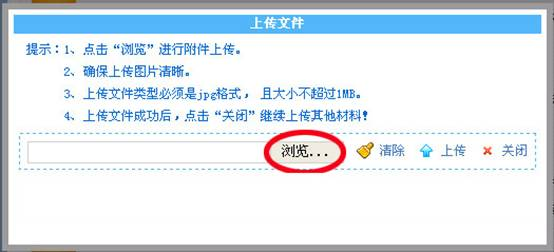 上传文件
提示：1、点击“浏览”进行附件上传。
2、确保上传图片清晰。
3、上传文件类型必须是jpg格式， 且大小不超过1MB。
4、上传文件成功后，点击“关闭”继续上传其他材料！
浏览... 清除 上传 关闭